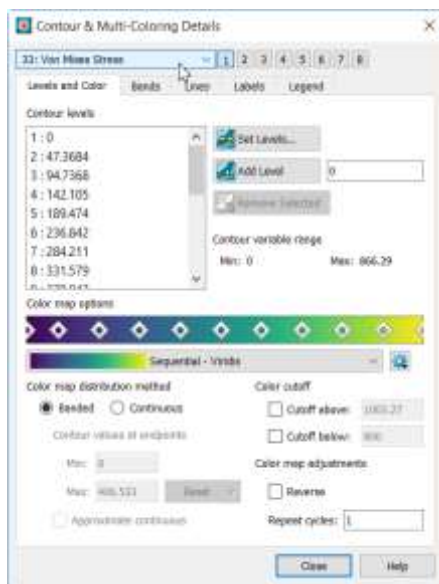 Contour & Multi-Coloring Details
33: Von Mises Stress 1 2 3 4 5 6 7 8
Levels and Color Bands Lines Labels Legend
Contour levels
1 : 0
2 : 47.3684
3 : 94.7368
4 : 142.105
5 : 189.474
6 : 236.842
7 : 284.211
8 : 331.579
Set Levels...
Add Level 0
Remove Selected
Contour variable range
Min: 0 Max: 866.29
Color map options
Sequential - Viridis
Color map distribution method
Banded Continuous
Contour values at endpoints
Min: 0
Max: Reset
Approximate continuous
Color cutoff
Cutoff above:
Cutoff below:
Color map adjustments
Reverse
Repeat cycles: 1
Close Help